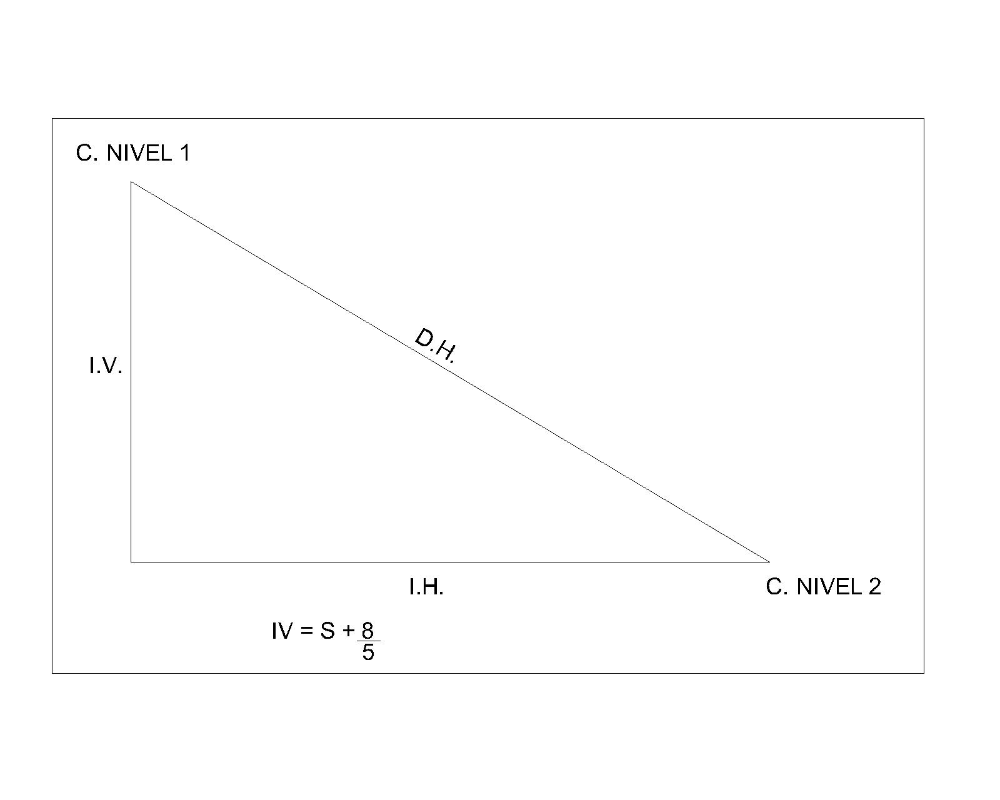 C. NIVEL 1
D.H.
I.V.
I.H.
C. NIVEL 2
IV = S + 8
5